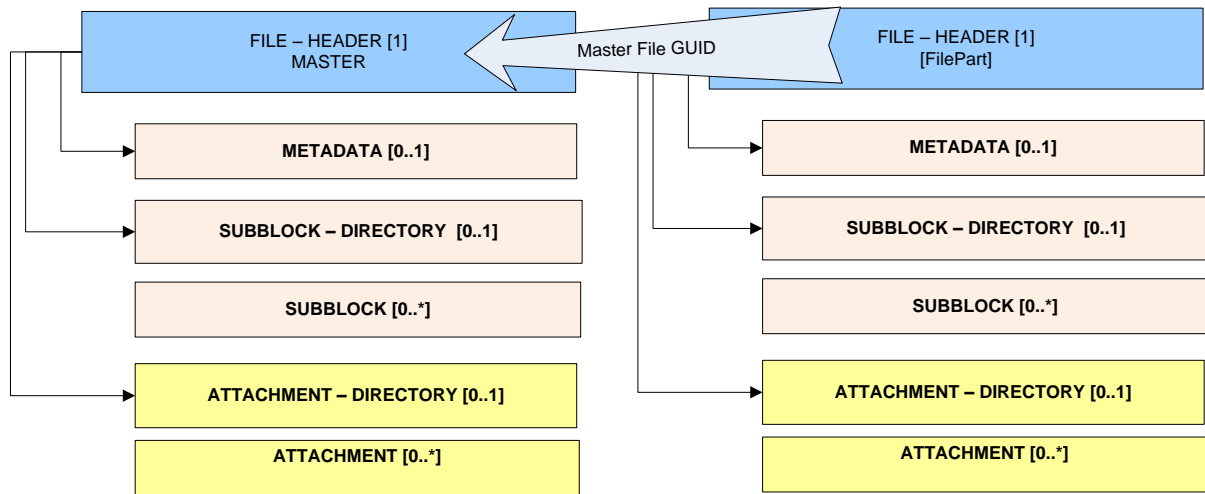 FILE – HEADER [1]
MASTER
Master File GUID
FILE – HEADER [1]
[FilePart]
METADATA [0..1]
SUBBLOCK – DIRECTORY [0..1]
SUBBLOCK [0..*]
ATTACHMENT – DIRECTORY [0..1]
ATTACHMENT [0..*]
METADATA [0..1]
SUBBLOCK – DIRECTORY [0..1]
SUBBLOCK [0..*]
ATTACHMENT – DIRECTORY [0..1]
ATTACHMENT [0..*]